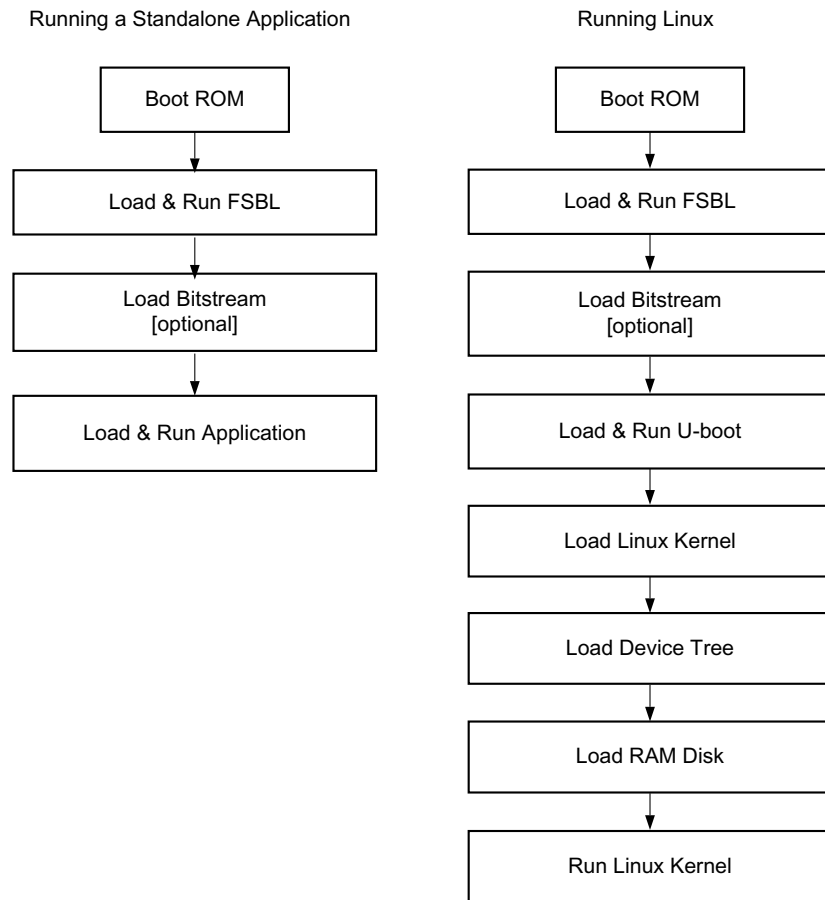 Running a Standalone Application
Boot ROM
Load & Run FSBL
Load Bitstream
[optional]
Load & Run Application
Running Linux
Boot ROM
Load & Run FSBL
Load Bitstream
[optional]
Load & Run U-boot
Load Linux Kernel
Load Device Tree
Load RAM Disk
Run Linux Kernel